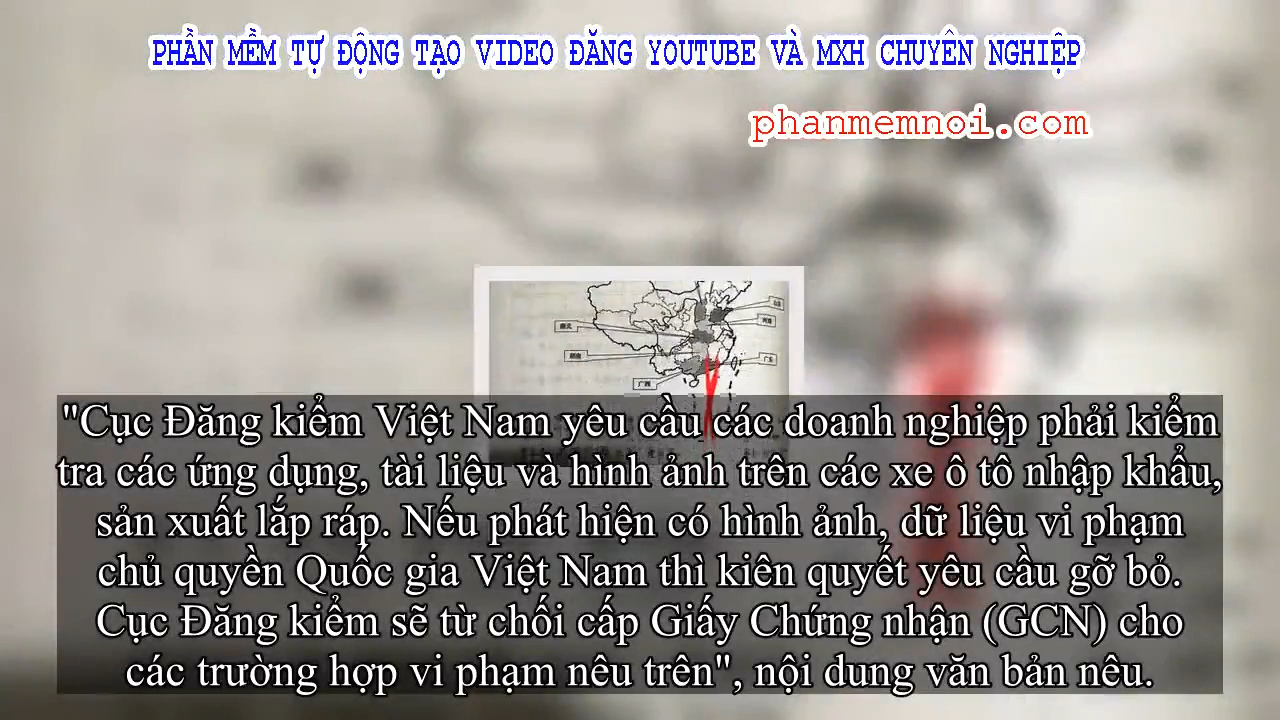 PHẦN MỀM TỰ ĐỘNG TẠO VIDEO ĐĂNG YOUTUBE VÀ MXH CHUYÊN NGHIỆP
phanmemnoi.com
"Cục Đăng kiểm Việt Nam yêu cầu các doanh nghiệp phải kiểm
tra các ứng dụng, tài liệu và hình ảnh trên các xe ô tô nhập khẩu,
sản xuất lắp ráp. Nếu phát hiện có hình ảnh, dữ liệu vi phạm
chủ quyền Quốc gia Việt Nam thì kiên quyết yêu cầu gỡ bỏ.
Cục Đăng kiểm sẽ từ chối cấp Giấy Chứng nhận (GCN) cho
các trường hợp vi phạm nêu trên", nội dung văn bản nêu.